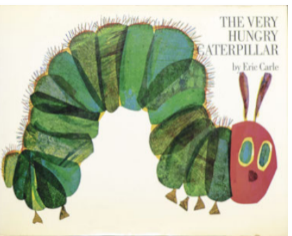 THE VERY
HUNGRY
CATERPILLAR
by Eric Carle